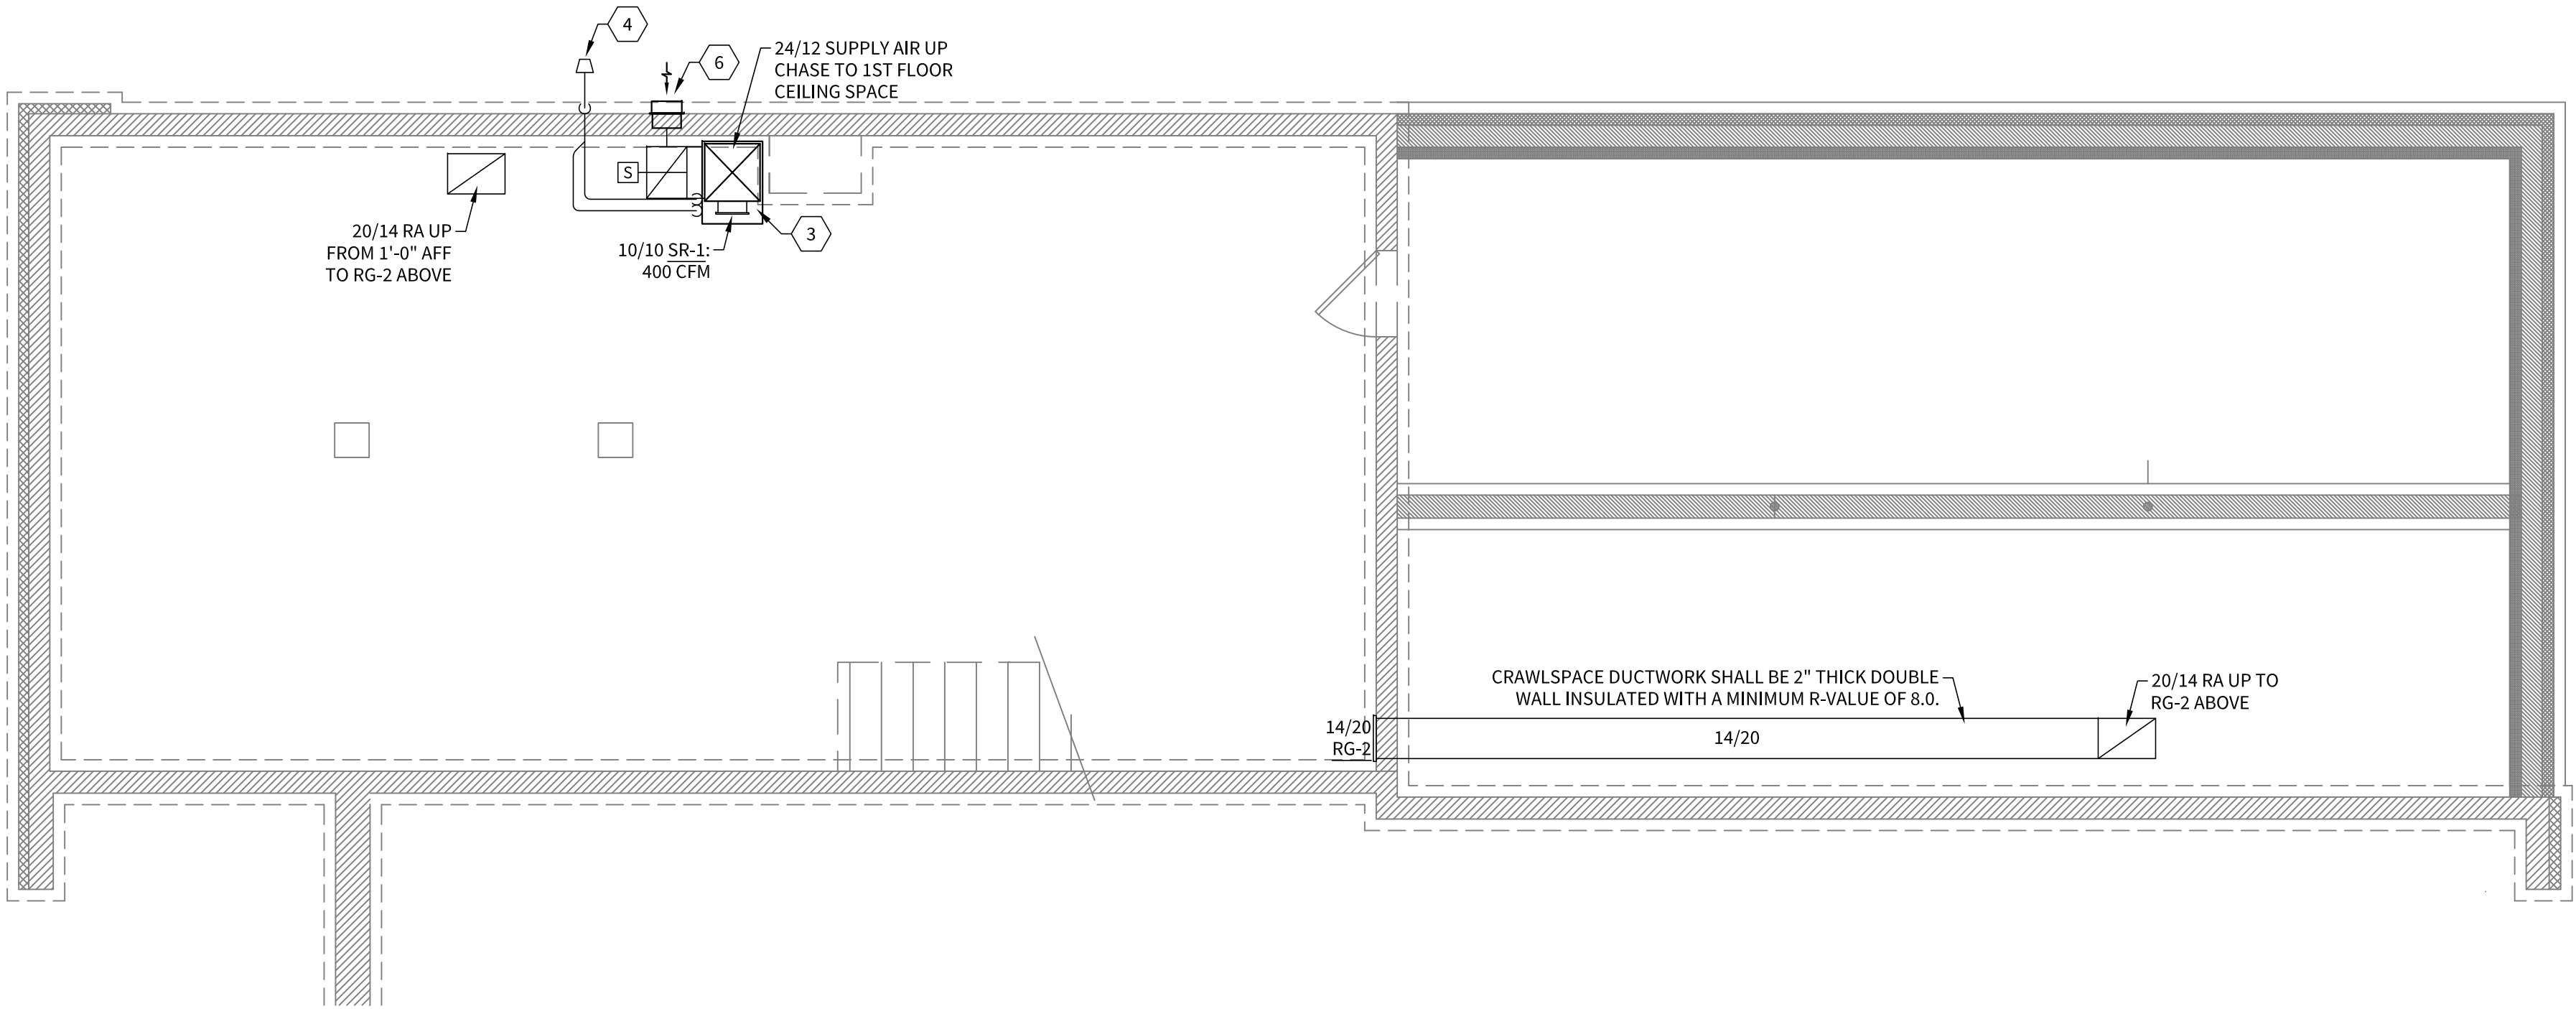 4
6
24/12 SUPPLY AIR UP
CHASE TO 1ST FLOOR
CEILING SPACE
S
20/14 RA UP
FROM 1'-0" AFF
TO RG-2 ABOVE
10/10 SR-1:
400 CFM
3
CRAWLSPACE DUCTWORK SHALL BE 2" THICK DOUBLE
WALL INSULATED WITH A MINIMUM R-VALUE OF 8.0.
20/14 RA UP TO
RG-2 ABOVE
14/20
RG-2
14/20